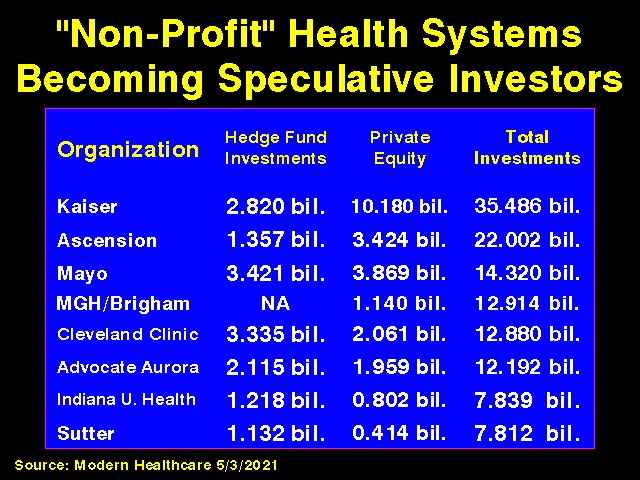 "Non-Profit" Health Systems
Becoming Speculative Investors
Organization Hedge Fund Investments Private Equity Total Investments
Kaiser 2.820 bil. 10.180 bil. 35.486 bil.
Ascension 1.357 bil. 3.424 bil. 22.002 bil.
Mayo 3.421 bil. 3.869 bil. 14.320 bil.
MGH/Brigham NA 1.140 bil. 12.914 bil.
Cleveland Clinic 3.335 bil. 2.061 bil. 12.880 bil.
Advocate Aurora 2.115 bil. 1.959 bil. 12.192 bil.
Indiana U. Health 1.218 bil. 0.802 bil. 7.839 bil.
Sutter 1.132 bil. 0.414 bil. 7.812 bil.
Source: Modern Healthcare 5/3/2021